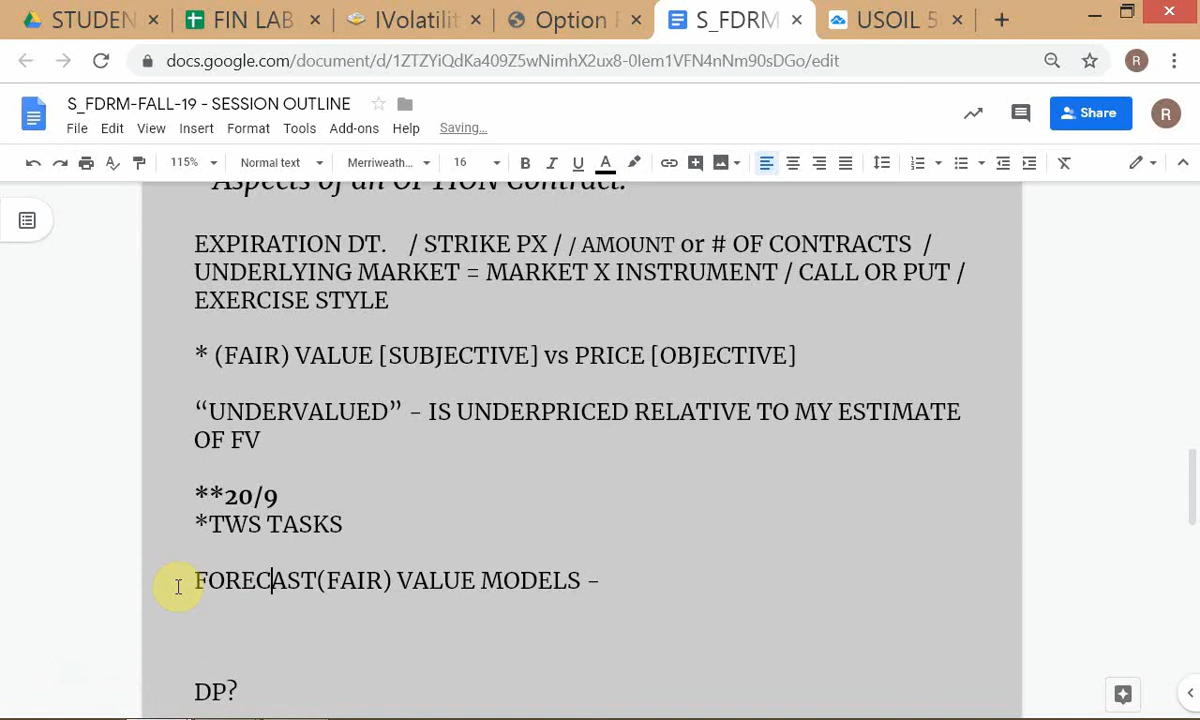 STUDEN
FIN LAB
IVolatilit
Option
S_FDRM
USOIL 5
docs.google.com/document/d/1ZTZYiQdKa409Z5wNimhX2ux8-0Iem1VFN4nNm90sDGo/edit
R
S_FDRM-FALL-19 - SESSION OUTLINE
File Edit View Insert Format Tools Add-ons Help Saving...
Share
R
115% Normal text Merriweath... 16 B I U A
Aspects of an OPTION Contract:
EXPIRATION DT. / STRIKE PX / / AMOUNT or # OF CONTRACTS /
UNDERLYING MARKET = MARKET X INSTRUMENT / CALL OR PUT /
EXERCISE STYLE
* (FAIR) VALUE [SUBJECTIVE] vs PRICE [OBJECTIVE]
“UNDERVALUED” - IS UNDERPRICED RELATIVE TO MY ESTIMATE
OF FV
**20/9
*TWS TASKS
FORECAST(FAIR) VALUE MODELS -
DP?